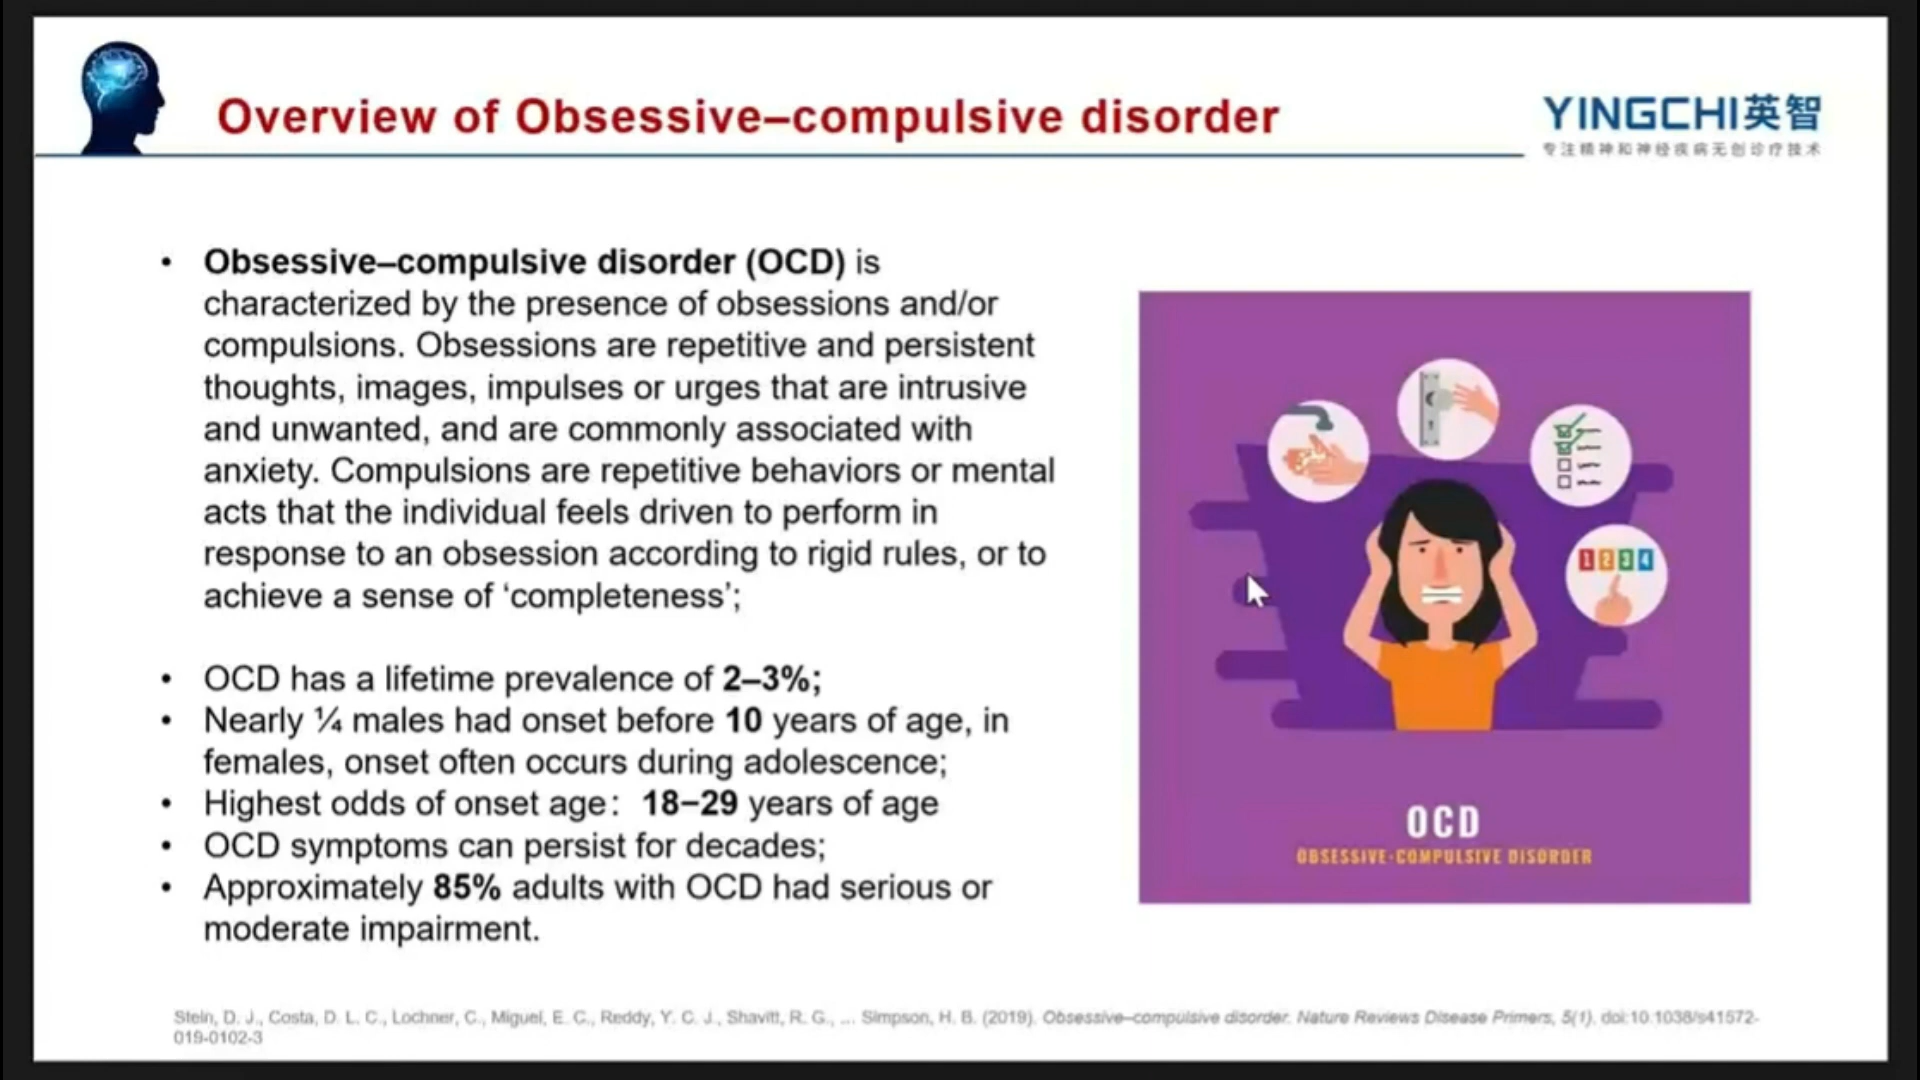 Overview of Obsessive–compulsive disorder
YINGCHI英智
专注精神和神经疾病无创诊疗技术
• Obsessive–compulsive disorder (OCD) is
characterized by the presence of obsessions and/or
compulsions. Obsessions are repetitive and persistent
thoughts, images, impulses or urges that are intrusive
and unwanted, and are commonly associated with
anxiety. Compulsions are repetitive behaviors or mental
acts that the individual feels driven to perform in
response to an obsession according to rigid rules, or to
achieve a sense of ‘completeness’;
• OCD has a lifetime prevalence of 2–3%;
• Nearly ¼ males had onset before 10 years of age, in
females, onset often occurs during adolescence;
• Highest odds of onset age： 18–29 years of age
• OCD symptoms can persist for decades;
• Approximately 85% adults with OCD had serious or
moderate impairment.
1 2 3 4
OCD
OBSESSIVE-COMPULSIVE DISORDER
Stein, D. J., Costa, D. L. C., Lochner, C., Miguel, E. C., Reddy, Y. C. J., Shavitt, R. G., ... Simpson, H. B. (2019). Obsessive–compulsive disorder. Nature Reviews Disease Primers, 5(1). doi:10.1038/s41572-
019-0102-3